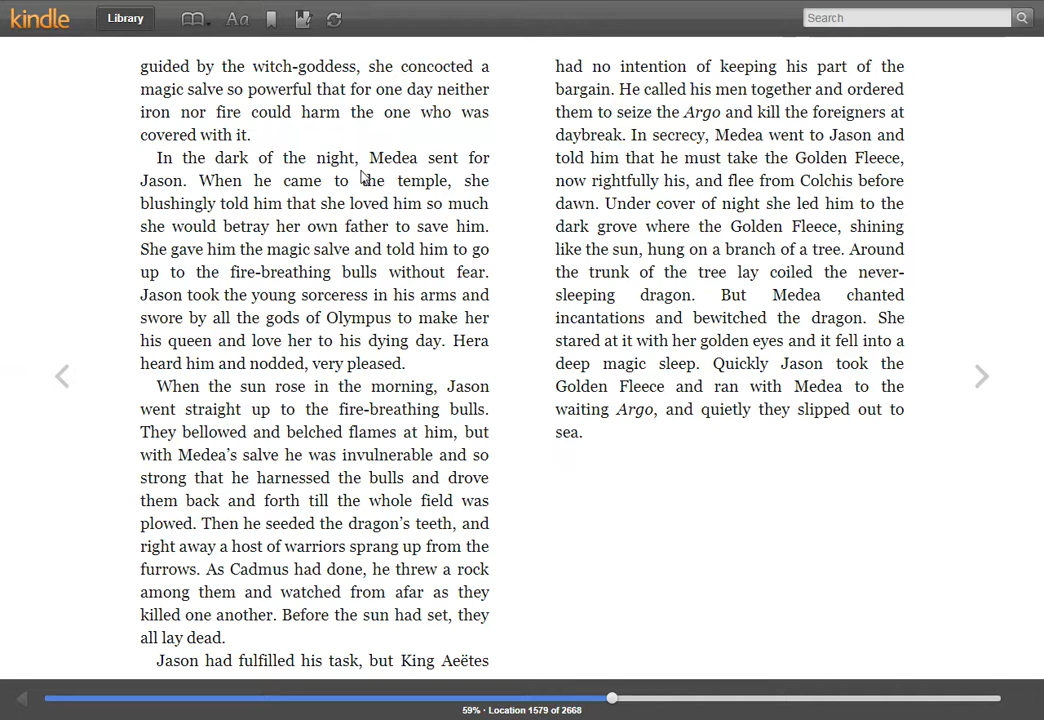 kindle
Library
Aa
Search
guided by the witch-goddess, she concocted a
magic salve so powerful that for one day neither
iron nor fire could harm the one who was
covered with it.
In the dark of the night, Medea sent for
Jason. When he came to the temple, she
blushingly told him that she loved him so much
she would betray her own father to save him.
She gave him the magic salve and told him to go
up to the fire-breathing bulls without fear.
Jason took the young sorceress in his arms and
swore by all the gods of Olympus to make her
his queen and love her to his dying day. Hera
heard him and nodded, very pleased.
When the sun rose in the morning, Jason
went straight up to the fire-breathing bulls.
They bellowed and belched flames at him, but
with Medea's salve he was invulnerable and so
strong that he harnessed the bulls and drove
them back and forth till the whole field was
plowed. Then he seeded the dragon's teeth, and
right away a host of warriors sprang up from the
furrows. As Cadmus had done, he threw a rock
among them and watched from afar as they
killed one another. Before the sun had set, they
all lay dead.
Jason had fulfilled his task, but King Aeëtes
had no intention of keeping his part of the
bargain. He called his men together and ordered
them to seize the Argo and kill the foreigners at
daybreak. In secrecy, Medea went to Jason and
told him that he must take the Golden Fleece,
now rightfully his, and flee from Colchis before
dawn. Under cover of night she led him to the
dark grove where the Golden Fleece, shining
like the sun, hung on a branch of a tree. Around
the trunk of the tree lay coiled the never-
sleeping dragon. But Medea chanted
incantations and bewitched the dragon. She
stared at it with her golden eyes and it fell into a
deep magic sleep. Quickly Jason took the
Golden Fleece and ran with Medea to the
waiting Argo, and quietly they slipped out to
sea.
59% · Location 1579 of 2668